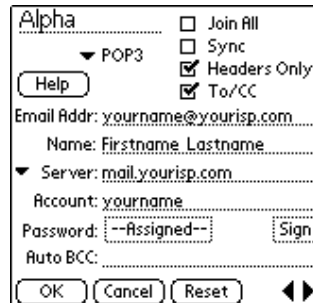 Alpha
Join All
POP3
Sync
Headers Only
Help
To/CC
Email Addr: yourname@yourisp.com
Name: Firstname Lastname
Server: mail.yourisp.com
Account: yourname
Password: --Assigned-- Sign
Auto BCC:
OK Cancel Reset